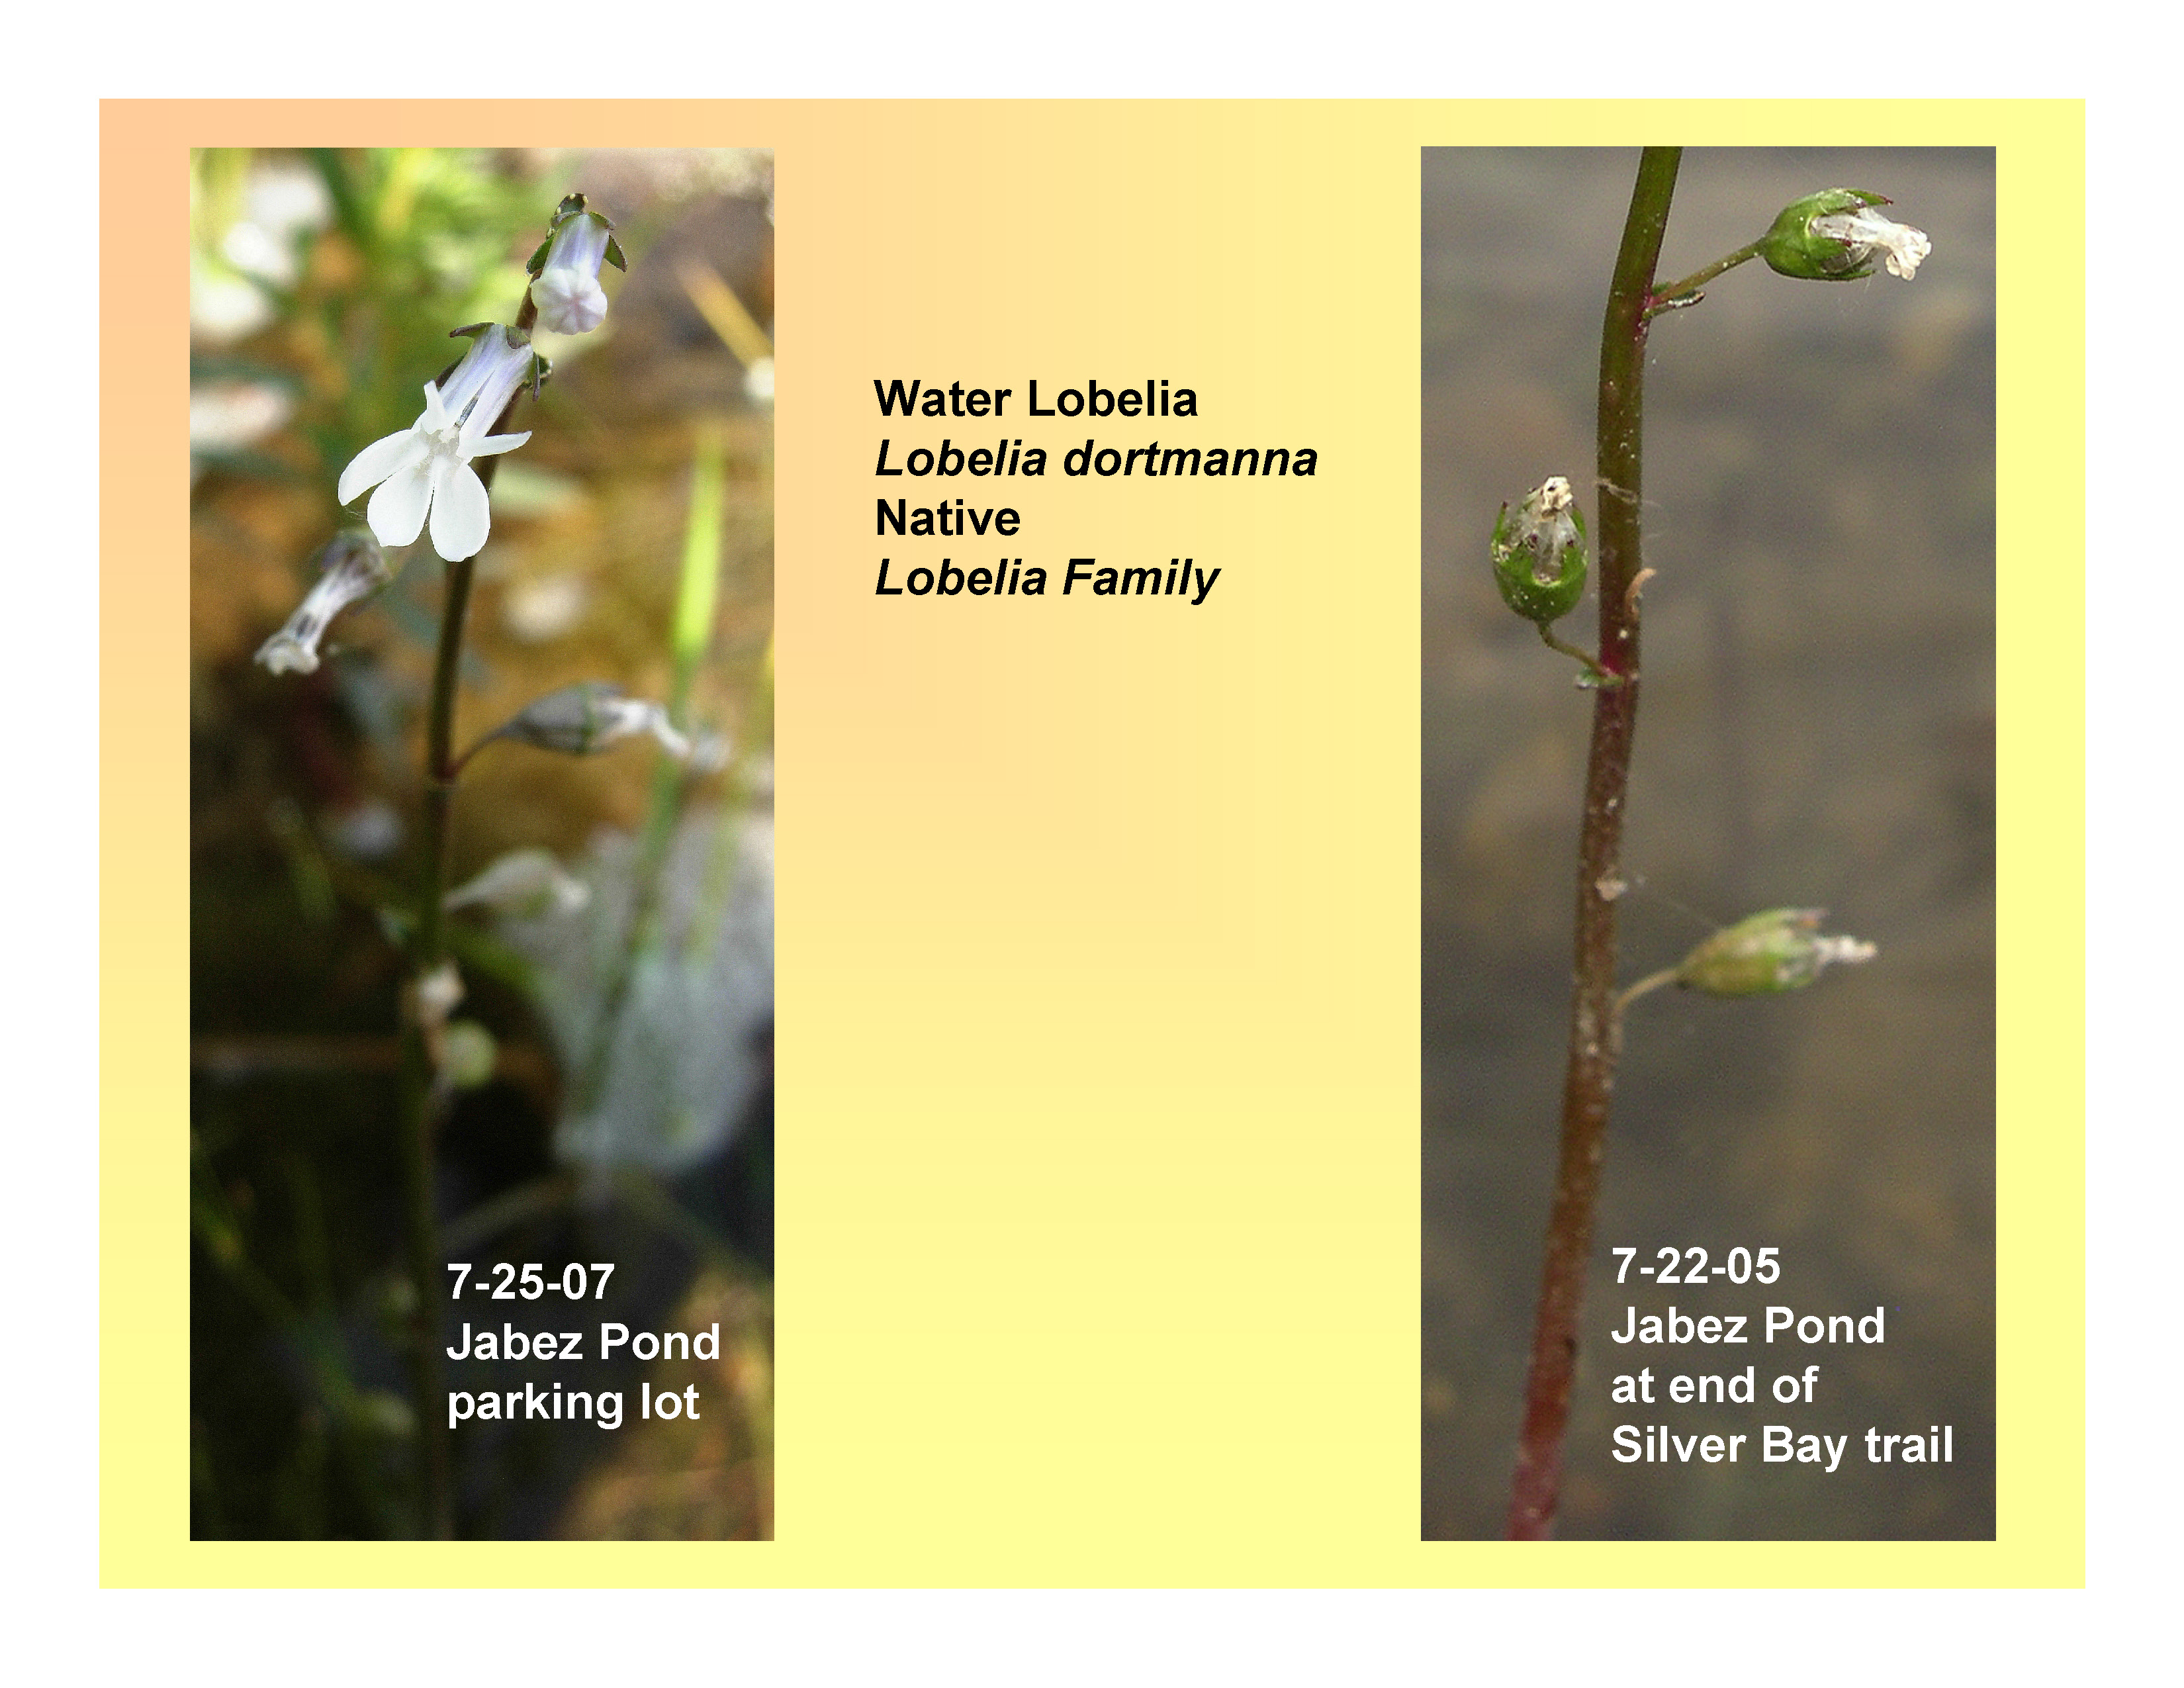 Water Lobelia
Lobelia dortmanna
Native
Lobelia Family
7-25-07
Jabez Pond
parking lot
7-22-05
Jabez Pond
at end of
Silver Bay trail